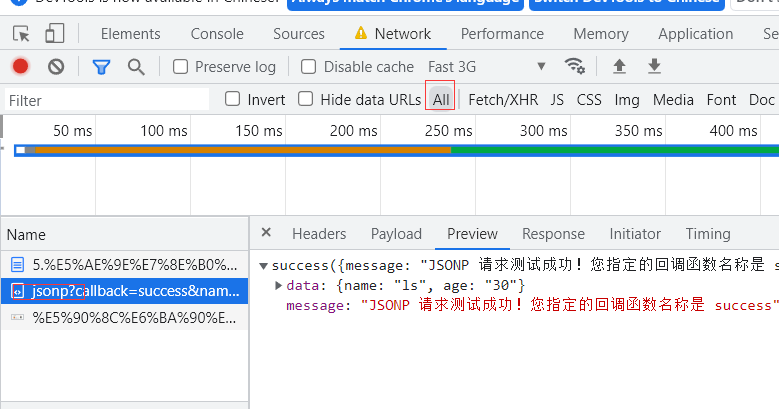 DevTools is now available in Chinese! Always match Chrome's language Switch DevTools to Chinese Don't
Elements Console Sources Network Performance Memory Application Se
Preserve log Disable cache Fast 3G
Filter Invert Hide data URLs All Fetch/XHR JS CSS Img Media Font Doc
50 ms 100 ms 150 ms 200 ms 250 ms 300 ms 350 ms 400 ms
Name × Headers Payload Preview Response Initiator Timing
5.%E5%AE%9E%E7%8E%B0%...
jsonp?callback=success&nam...
%E5%90%8C%E6%BA%90%E...
success({message: "JSONP 请求测试成功！您指定的回调函数名称是 s
data: {name: "ls", age: "30"}
message: "JSONP 请求测试成功！您指定的回调函数名称是 success"